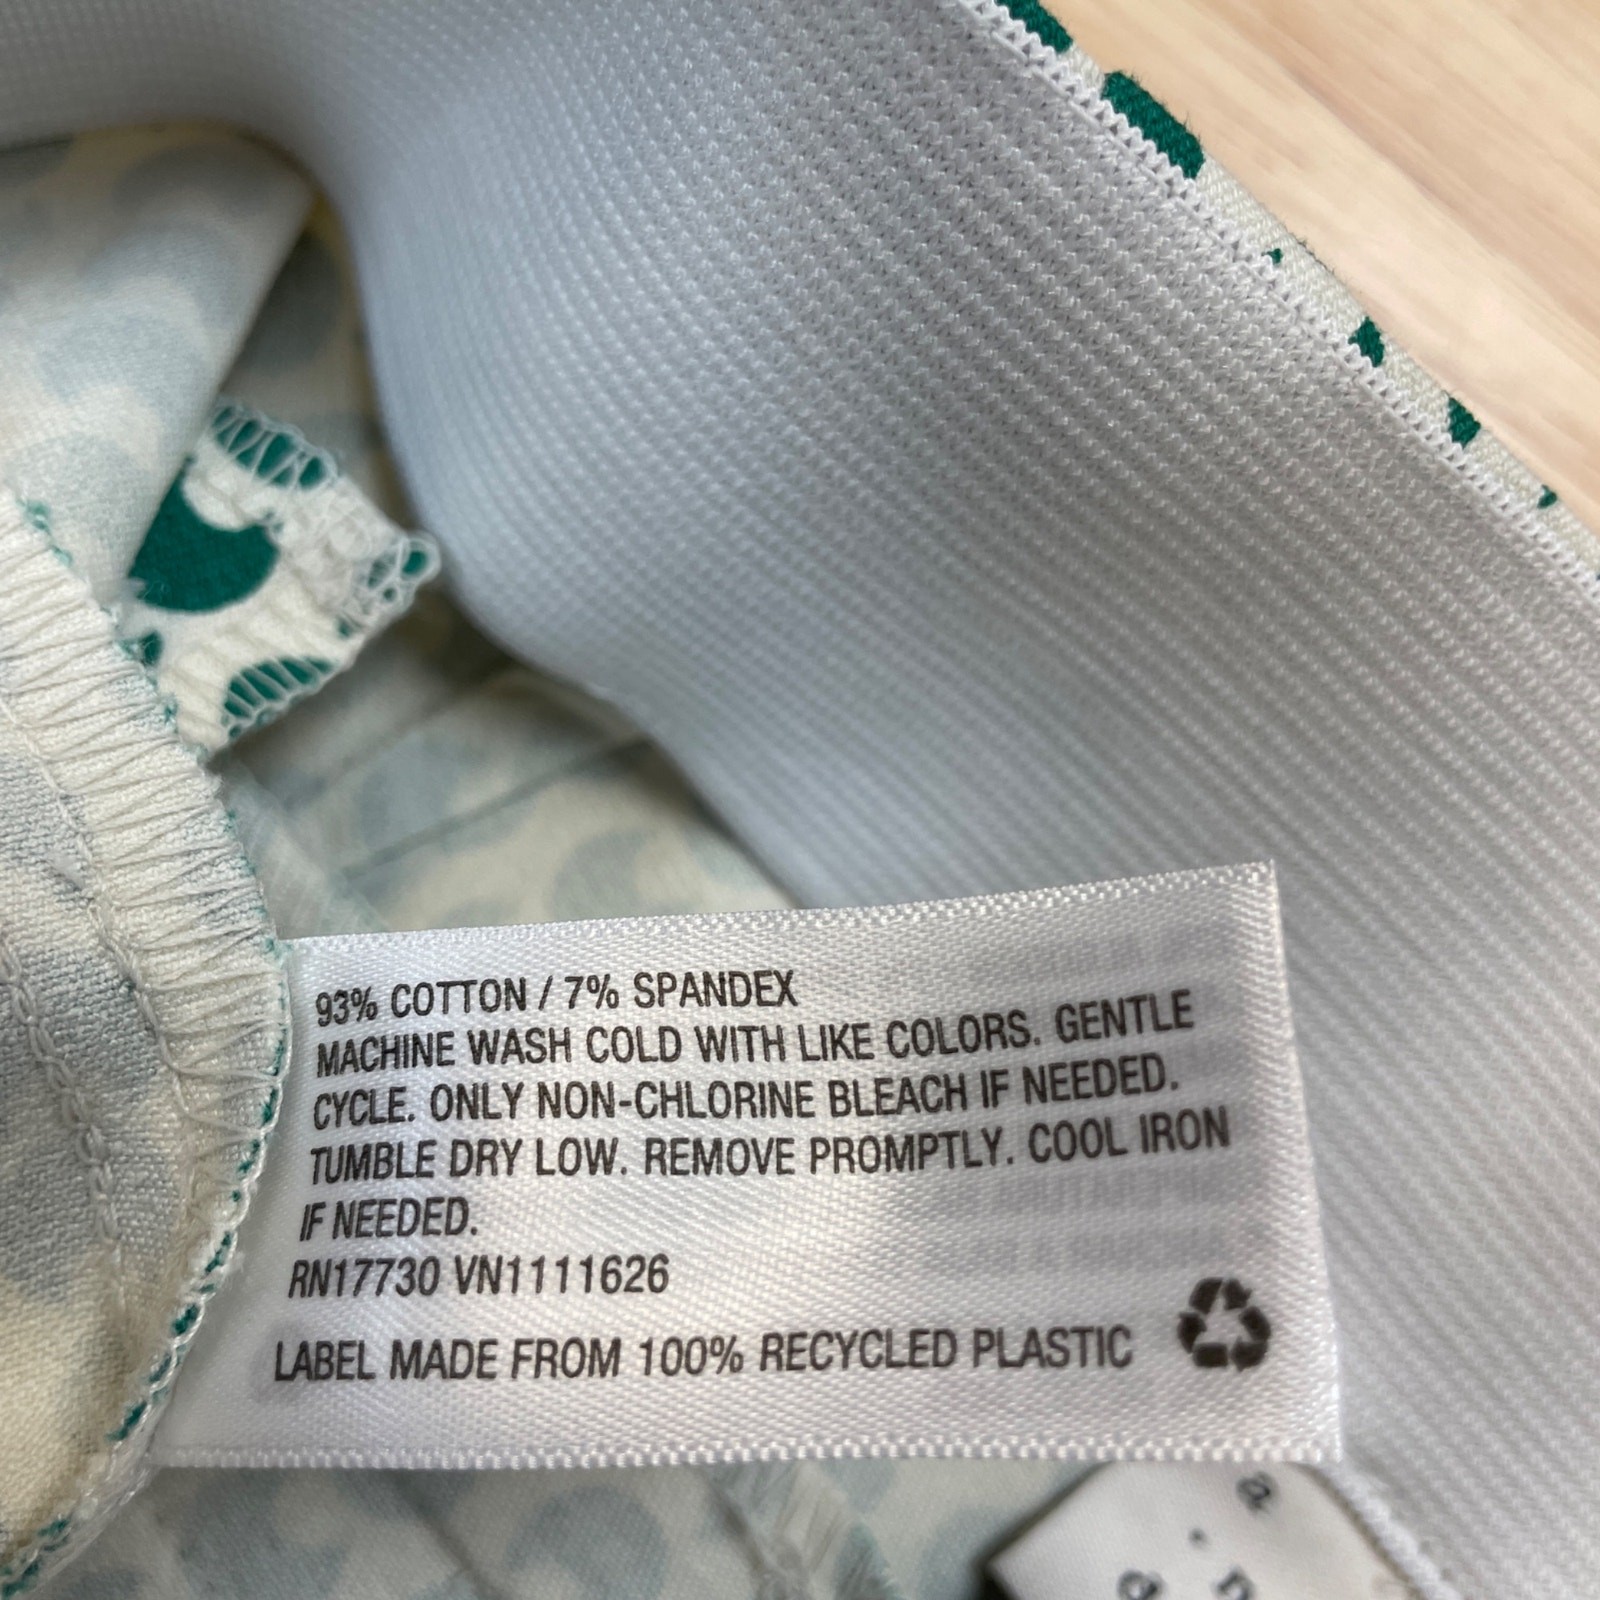 93% COTTON / 7% SPANDEX
MACHINE WASH COLD WITH LIKE COLORS. GENTLE
CYCLE. ONLY NON-CHLORINE BLEACH IF NEEDED.
TUMBLE DRY LOW. REMOVE PROMPTLY. COOL IRON
IF NEEDED.
RN17730 VN1111626
LABEL MADE FROM 100% RECYCLED PLASTIC